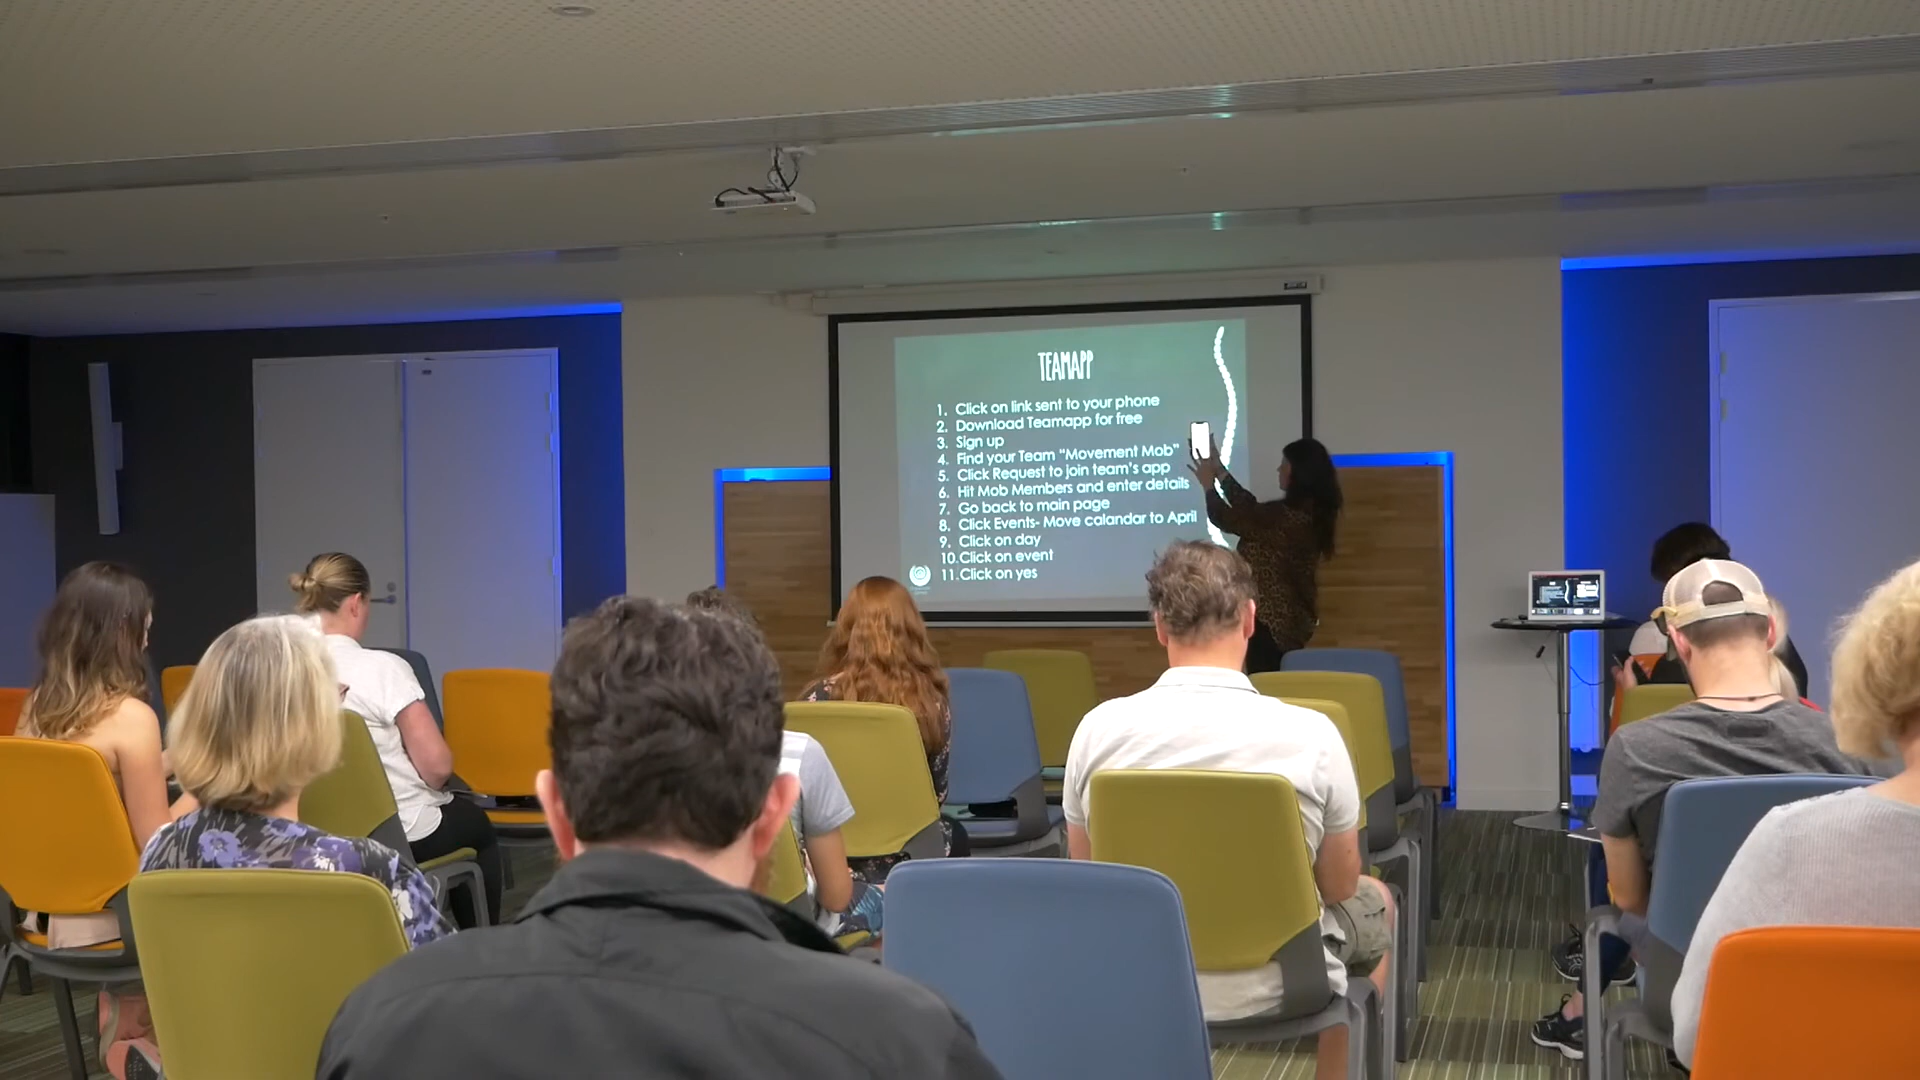 TEAMAPP
1. Click on link sent to your phone
2. Download Teamapp for free
3. Sign up
4. Find your Team “Movement Mob”
5. Click Request to join team's app
6. Hit Mob Members and enter details
7. Go back to main page
8. Click Events- Move calandar to April
9. Click on day
10. Click on event
11. Click on yes